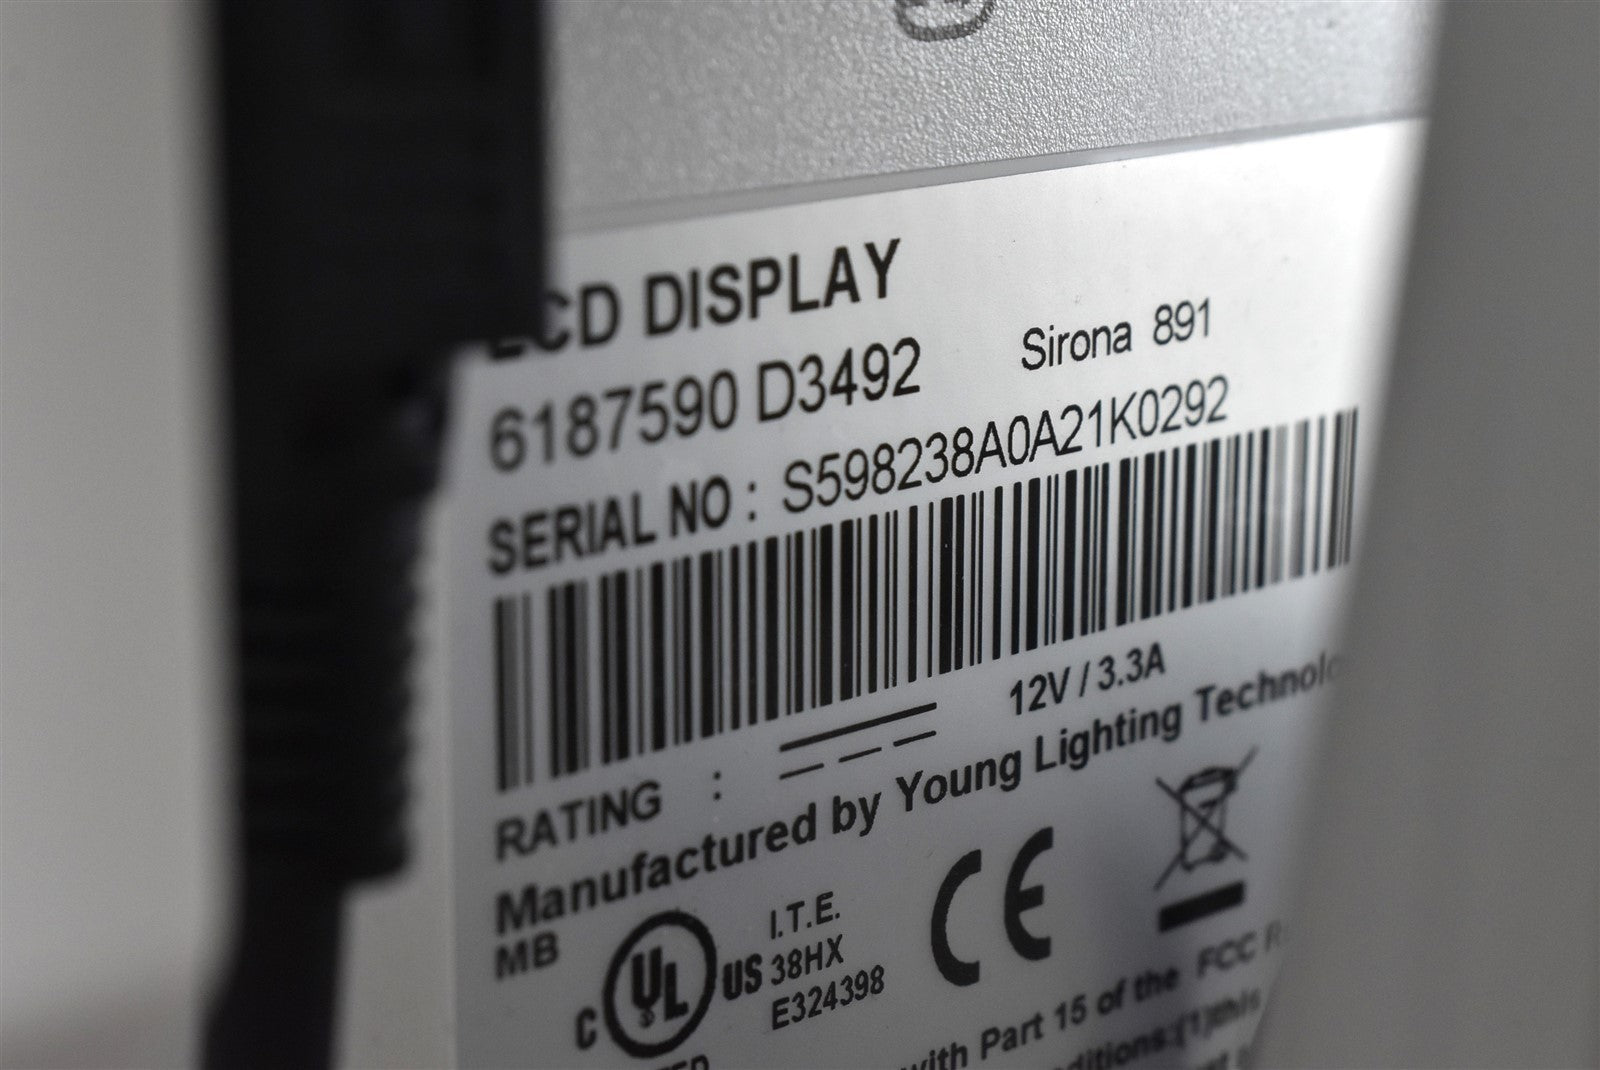 LCD DISPLAY
6187590 D3492 Sirona 891
SERIAL NO : S598238A0A21K0292
RATING : 12V / 3.3A
Manufactured by Young Lighting
MB
C UL US I.T.E.
38HX
E324398
CE
with Part 15 of the FCC